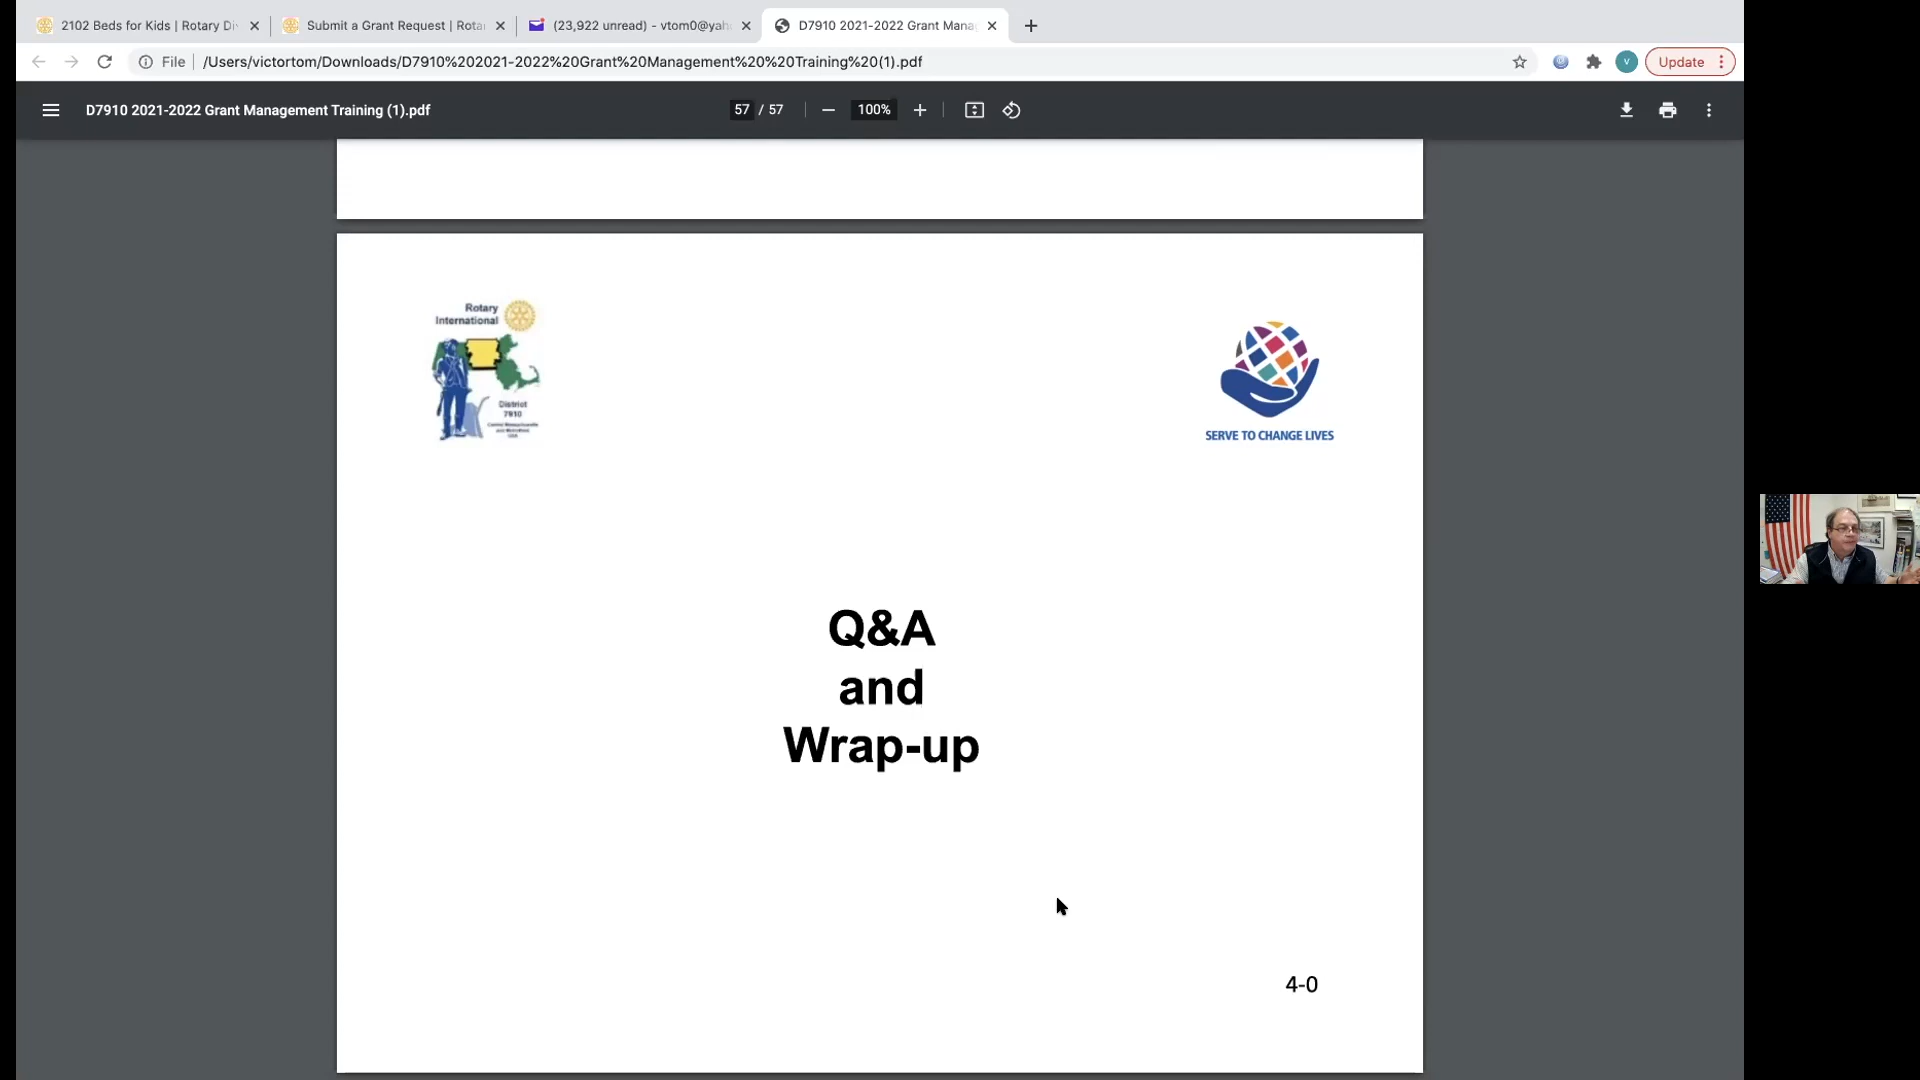 2102 Beds for Kids | Rotary Di
Submit a Grant Request | Rota
(23,922 unread) - vtom0@yah
D7910 2021-2022 Grant Mana
File
/Users/victortom/Downloads/D7910%202021-2022%20Grant%20Management%20%20Training%20(1).pdf
V
Update
D7910 2021-2022 Grant Management Training (1).pdf
57 / 57
100%
Rotary
International
District
7910
SERVE TO CHANGE LIVES
Q&A
and
Wrap-up
4-0